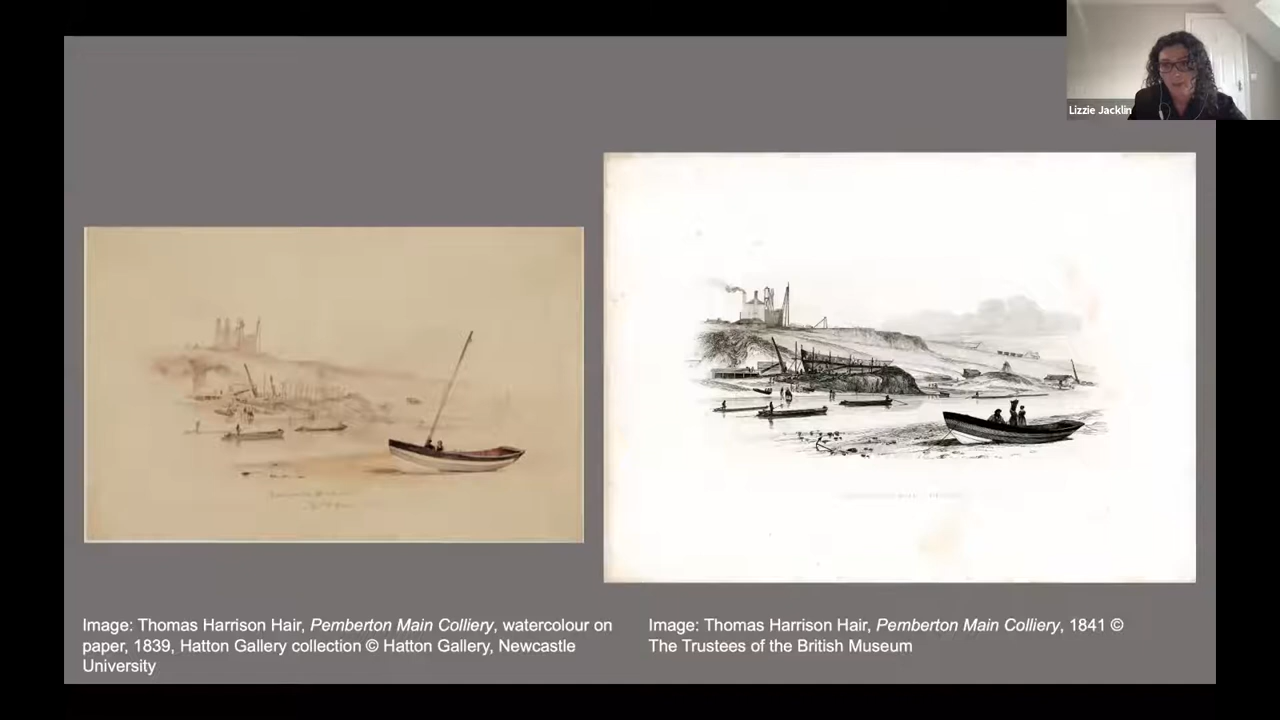 Lizzie Jacklin
Image: Thomas Harrison Hair, Pemberton Main Colliery, watercolour on
paper, 1839, Hatton Gallery collection © Hatton Gallery, Newcastle
University
Image: Thomas Harrison Hair, Pemberton Main Colliery, 1841 ©
The Trustees of the British Museum